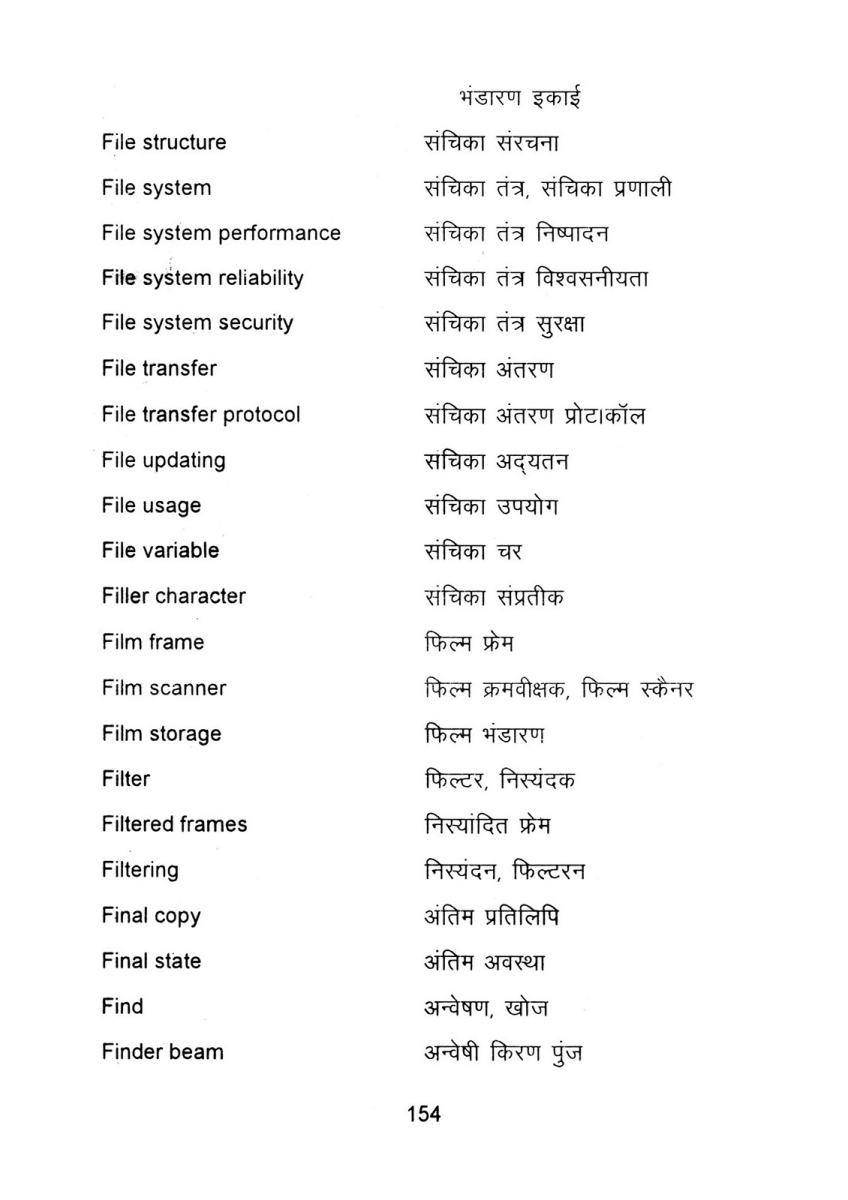 भंडारण इकाई
File structure संचिका संरचना
File system संचिका तंत्र, संचिका प्रणाली
File system performance संचिका तंत्र निष्पादन
File system reliability संचिका तंत्र विश्वसनीयता
File system security संचिका तंत्र सुरक्षा
File transfer संचिका अंतरण
File transfer protocol संचिका अंतरण प्रोटाकॉल
File updating संचिका अद्‌यतन
File usage संचिका उपयोग
File variable संचिका चर
Filler character संचिका संप्रतीक
Film frame फिल्म फ्रेम
Film scanner फिल्म क्रमवीक्षक, फिल्म स्कैनर
Film storage फिल्म भंडारण
Filter फिल्टर, निस्यंदक
Filtered frames निस्यांदित फ्रेम
Filtering निस्यंदन, फिल्टरन
Final copy अंतिम प्रतिलिपि
Final state अंतिम अवस्था
Find अन्वेषण, खोज
Finder beam अन्वेषी किरण पुंज
154